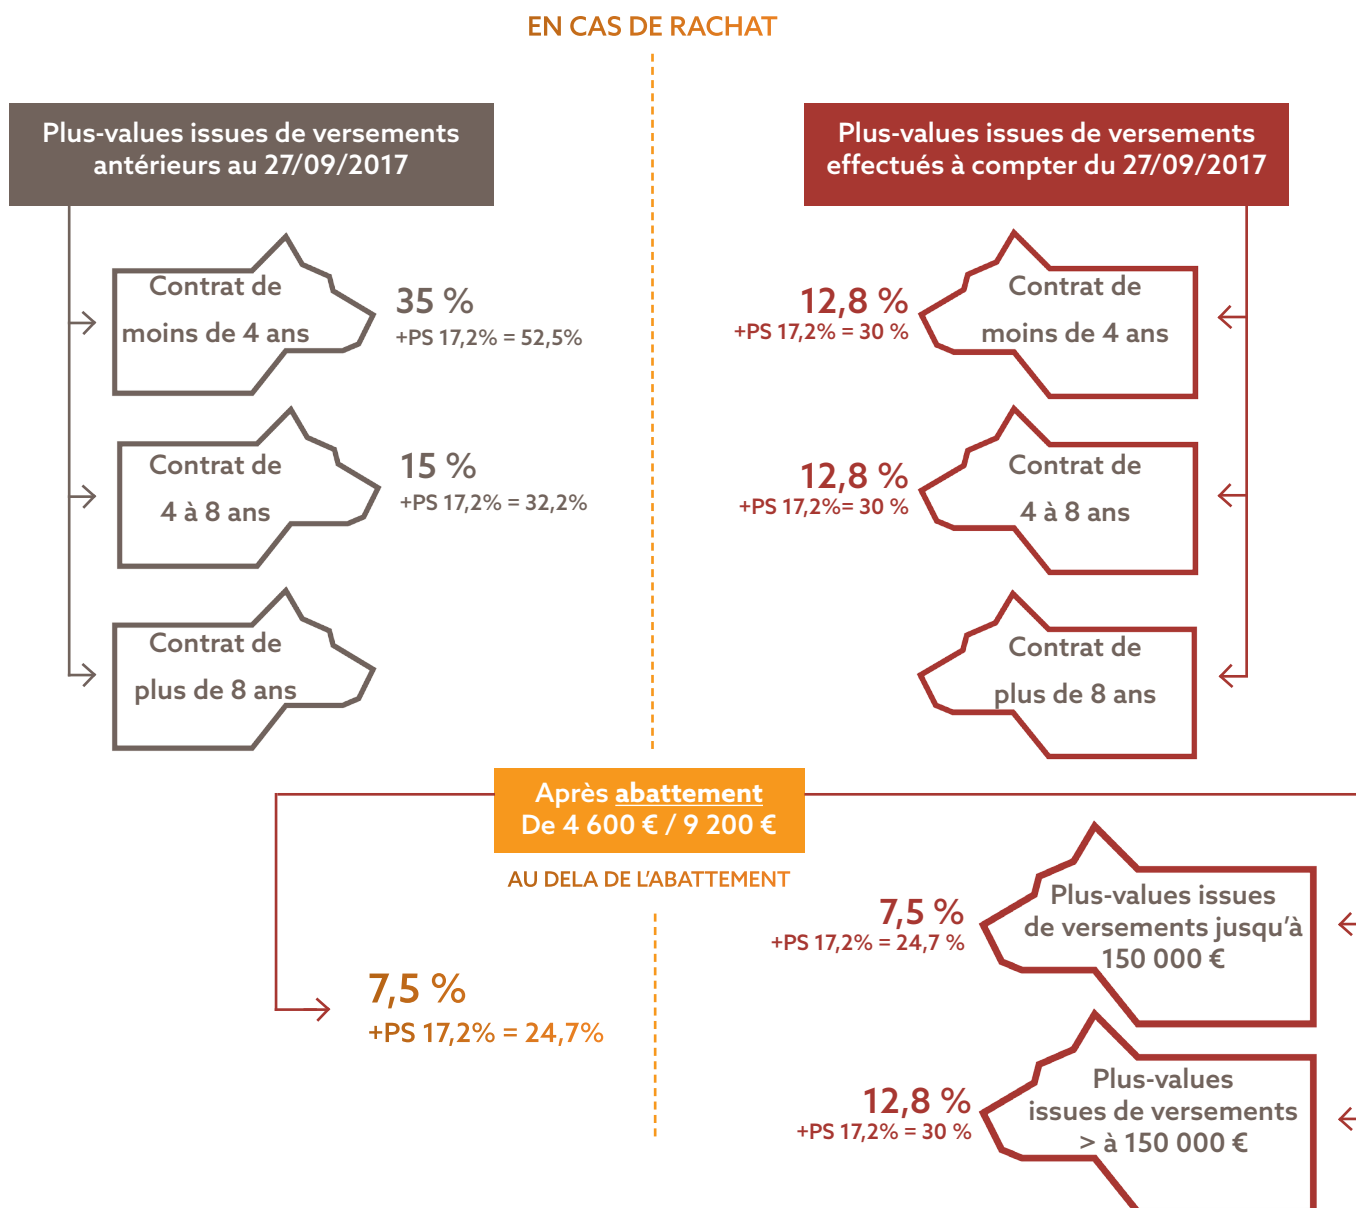 EN CAS DE RACHAT
Plus-values issues de versements
antérieurs au 27/09/2017
Contrat de
moins de 4 ans
35 %
+PS 17,2% = 52,5%
Contrat de
4 à 8 ans
15 %
+PS 17,2% = 32,2%
Contrat de
plus de 8 ans
Plus-values issues de versements
effectués à compter du 27/09/2017
12,8 %
+PS 17,2% = 30 %
Contrat de
moins de 4 ans
12,8 %
+PS 17,2%= 30 %
Contrat de
4 à 8 ans
Contrat de
plus de 8 ans
Après abattement
De 4 600 € / 9 200 €
AU DELA DE L'ABATTEMENT
7,5 %
+PS 17,2% = 24,7%
7,5 %
+PS 17,2% = 24,7 %
Plus-values issues
de versements jusqu'à
150 000 €
12,8 %
+PS 17,2% = 30 %
Plus-values
issues de versements
> à 150 000 €